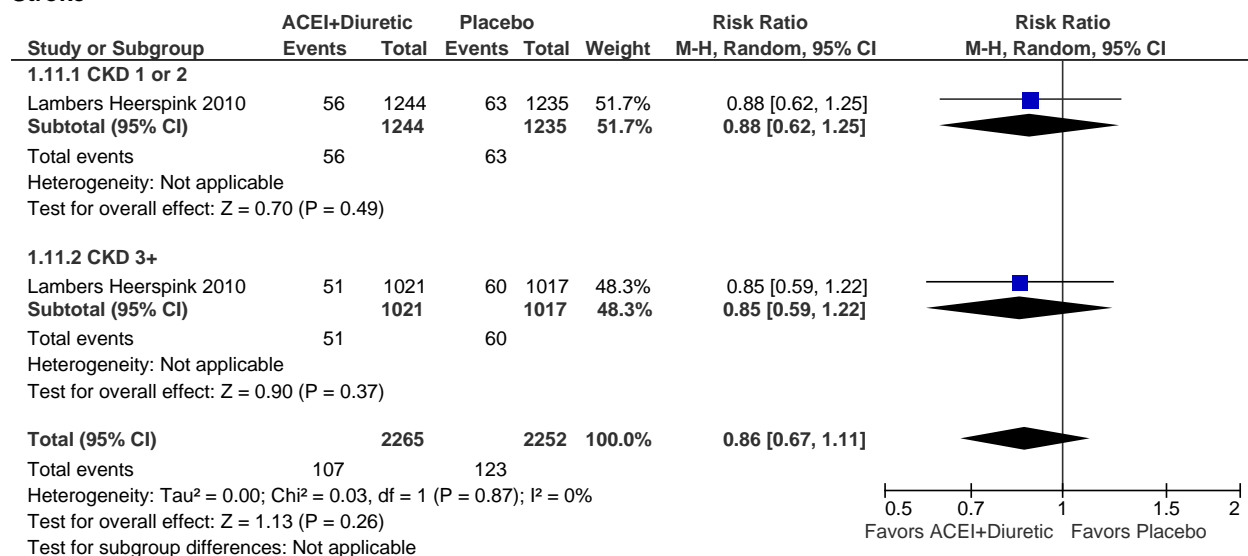 ACEI+Diuretic Placebo Risk Ratio Risk Ratio
Study or Subgroup Events Total Events Total Weight M-H, Random, 95% CI M-H, Random, 95% CI
1.11.1 CKD 1 or 2
Lambers Heerspink 2010 56 1244 63 1235 51.7% 0.88 [0.62, 1.25]
Subtotal (95% CI) 1244 1235 51.7% 0.88 [0.62, 1.25]
Total events 56 63
Heterogeneity: Not applicable
Test for overall effect: Z = 0.70 (P = 0.49)
1.11.2 CKD 3+
Lambers Heerspink 2010 51 1021 60 1017 48.3% 0.85 [0.59, 1.22]
Subtotal (95% CI) 1021 1017 48.3% 0.85 [0.59, 1.22]
Total events 51 60
Heterogeneity: Not applicable
Test for overall effect: Z = 0.90 (P = 0.37)
Total (95% CI) 2265 2252 100.0% 0.86 [0.67, 1.11]
Total events 107 123
Heterogeneity: Tau² = 0.00; Chi² = 0.03, df = 1 (P = 0.87); I² = 0%
Test for overall effect: Z = 1.13 (P = 0.26)
Test for subgroup differences: Not applicable
0.5 0.7 1 1.5 2
Favors ACEI+Diuretic Favors Placebo